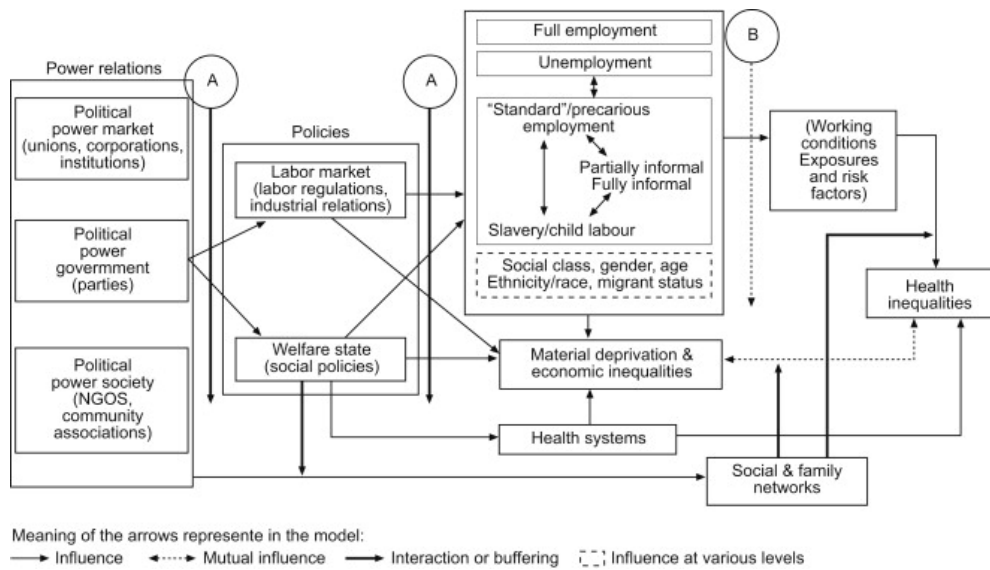 Power relations
Political
power market
(unions, corporations,
institutions)
Political
power
government
(parties)
Political
power society
(NGOS,
community
associations)
A
Policies
Labor market
(labor regulations,
industrial relations)
Welfare state
(social policies)
A
Full employment
Unemployment
“Standard”/precarious
employment
Partially informal
Fully informal
Slavery/child labour
Social class, gender, age
Ethnicity/race, migrant status
B
(Working
conditions
Exposures
and risk
factors)
Health
inequalities
Material deprivation &
economic inequalities
Health systems
Social & family
networks
Meaning of the arrows represente in the model:
Influence
Mutual influence
Interaction or buffering
Influence at various levels